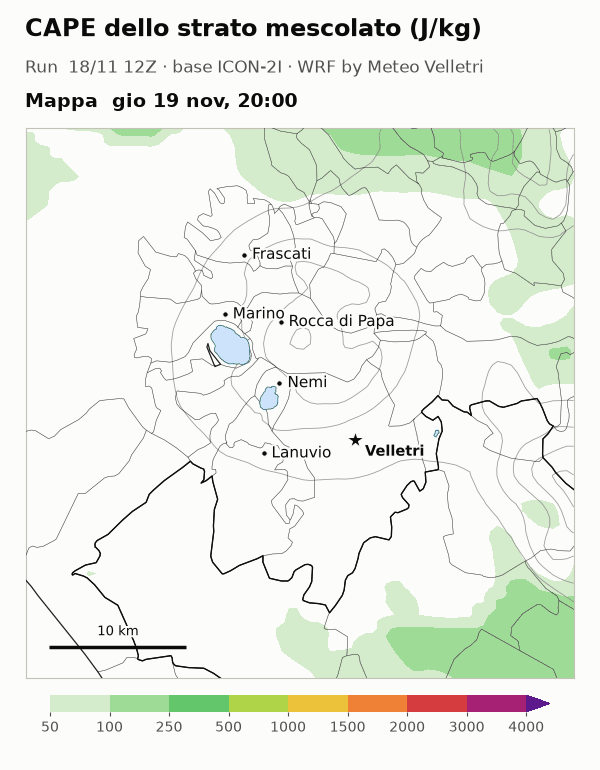 CAPE dello strato mescolato (J/kg)
Run  18/11 12Z · base ICON-2I · WRF by Meteo Velletri
Mappa  gio 19 nov, 20:00
Frascati
Marino
Rocca di Papa
Nemi
Velletri
Lanuvio
10 km
50 100 250 500 1000 1500 2000 3000 4000